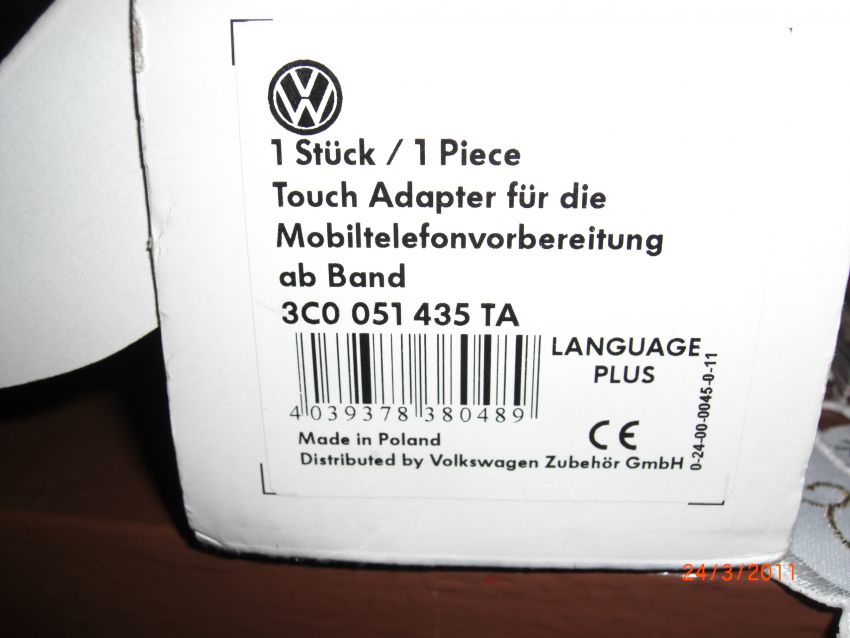 1 Stück / 1 Piece
Touch Adapter für die
Mobiltelefonvorbereitung
ab Band
3C0 051 435 TA
LANGUAGE
PLUS
4 039378 380489
CE
0-24-00-0045-0-11
Made in Poland
Distributed by Volkswagen Zubehör GmbH
24/3/2011